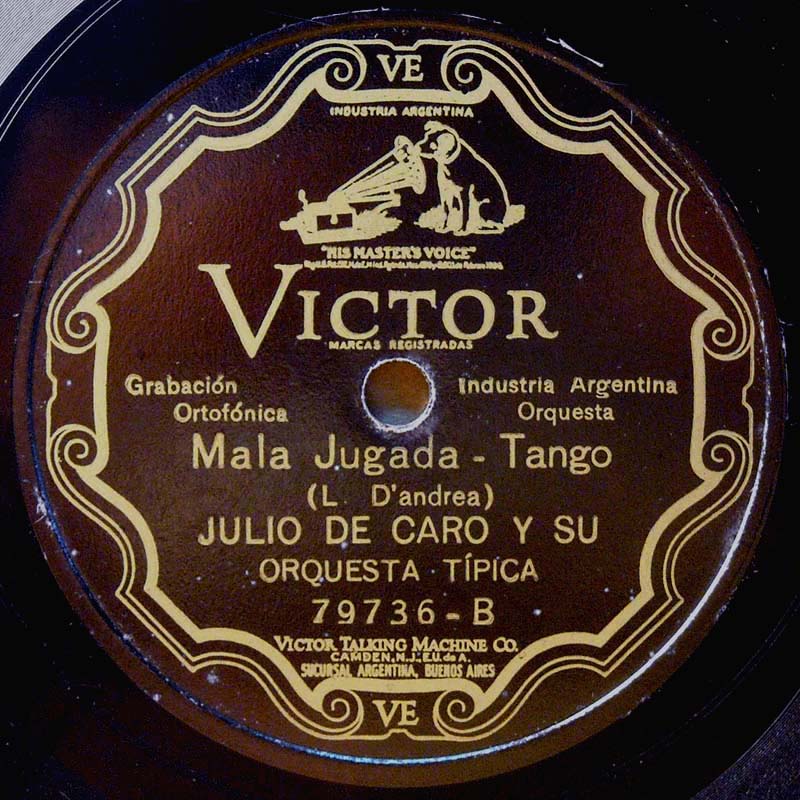 VE
INDUSTRIA ARGENTINA
"HIS MASTER'S VOICE"
VICTOR
MARCAS REGISTRADAS
Grabación Industria Argentina
Ortofónica Orquesta
Mala Jugada - Tango
(L. D'andrea)
JULIO DE CARO Y SU
ORQUESTA TÍPICA
79736-B
VICTOR TALKING MACHINE CO.
CAMDEN, N.J., E.U. de A.
SUCURSAL ARGENTINA, BUENOS AIRES
VE